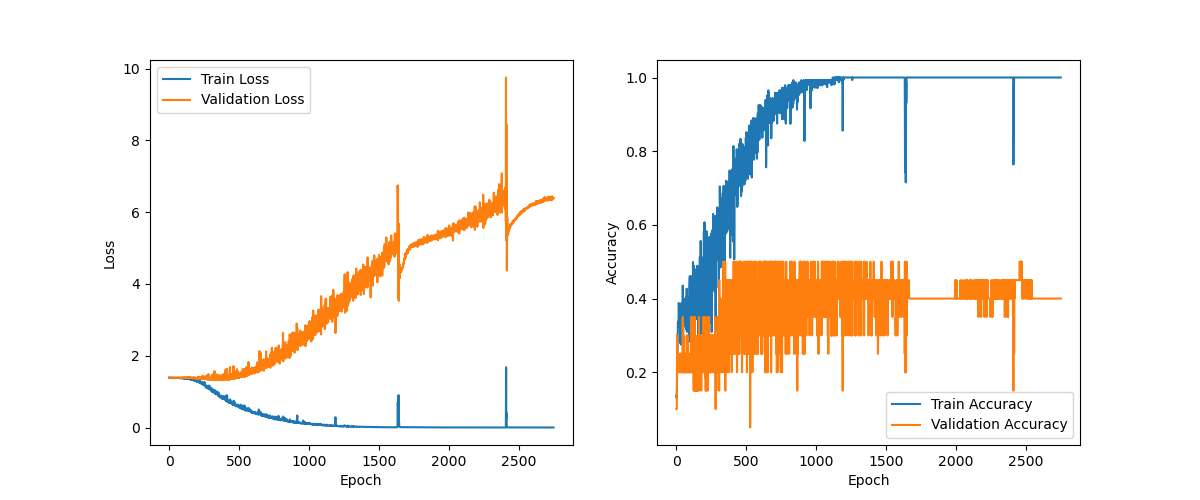 Train Loss
Validation Loss
Loss
10
8
6
4
2
0
0 500 1000 1500 2000 2500
Epoch
Accuracy
1.0
0.8
0.6
0.4
0.2
Train Accuracy
Validation Accuracy
0 500 1000 1500 2000 2500
Epoch